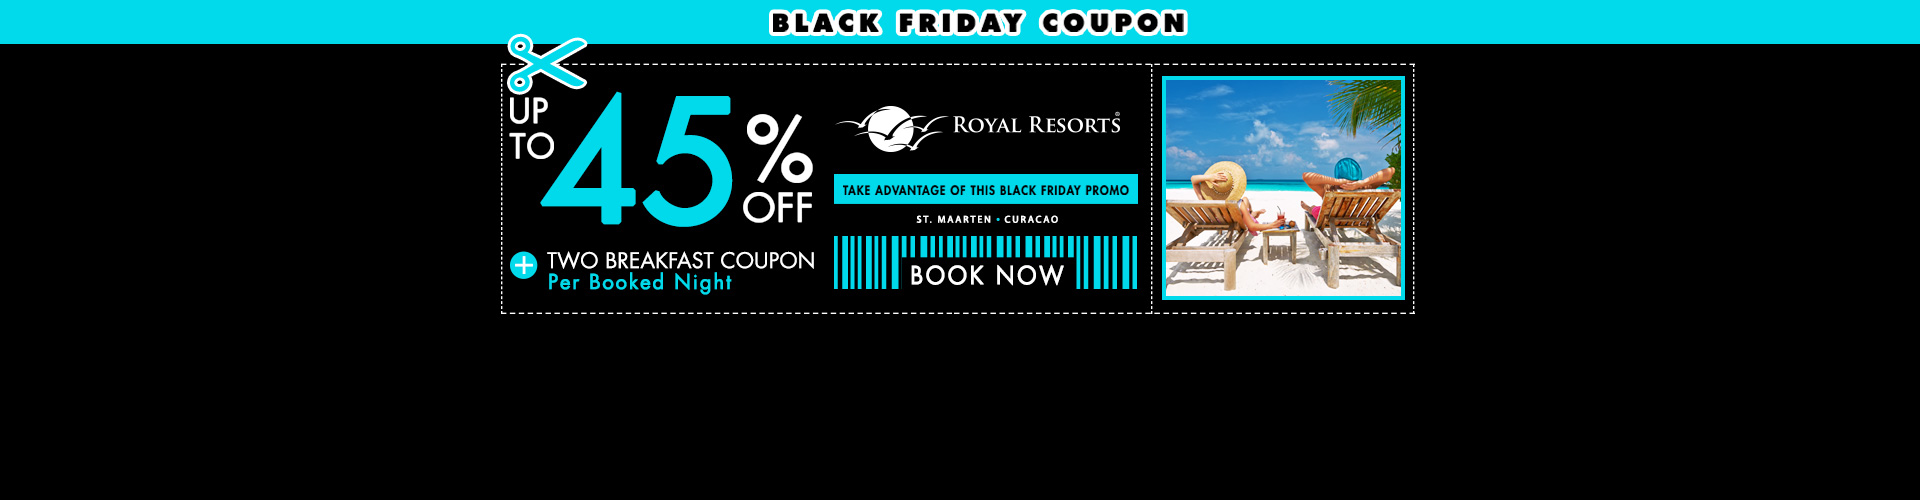 BLACK FRIDAY COUPON
UP
TO
45%
OFF
+ TWO BREAKFAST COUPON
Per Booked Night
ROYAL RESORTS®
TAKE ADVANTAGE OF THIS BLACK FRIDAY PROMO
ST. MAARTEN • CURACAO
BOOK NOW